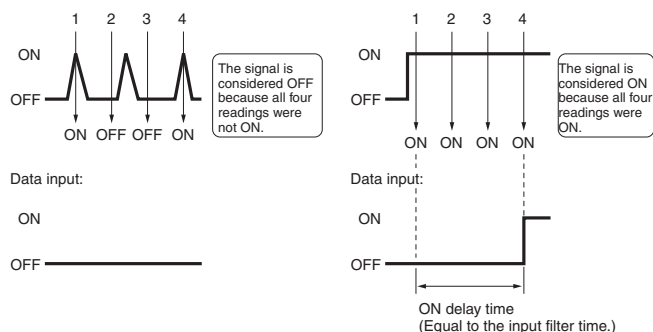 1 2 3 4
ON
OFF
ON OFF OFF ON
The signal is
considered OFF
because all four
readings were
not ON.
Data input:
ON
OFF
1 2 3 4
ON
OFF
ON ON ON ON
The signal is
considered ON
because all four
readings were
ON.
Data input:
ON
OFF
ON delay time
(Equal to the input filter time.)